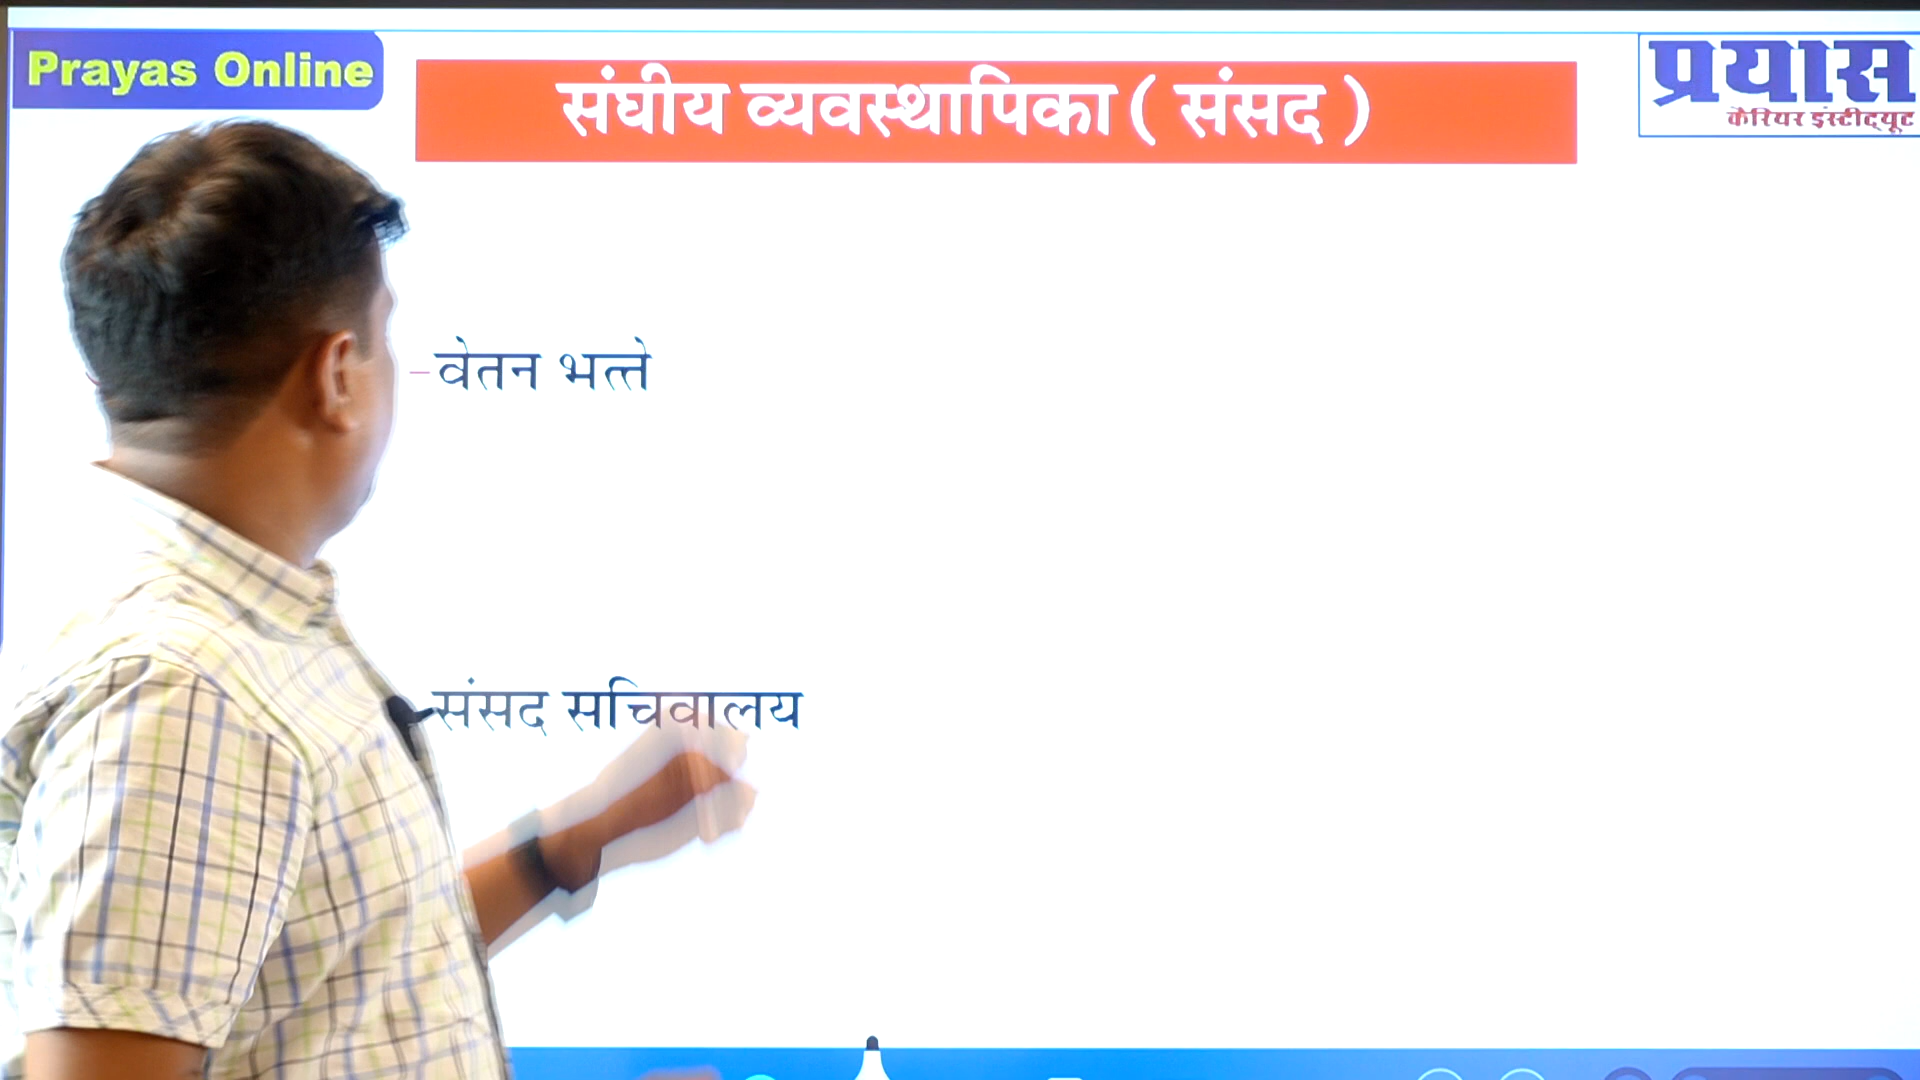 Prayas Online
संघीय व्यवस्थापिका ( संसद )
प्रयास
कैरियर इंस्टीट्यूट
–वेतन भत्ते
-संसद सचिवालय